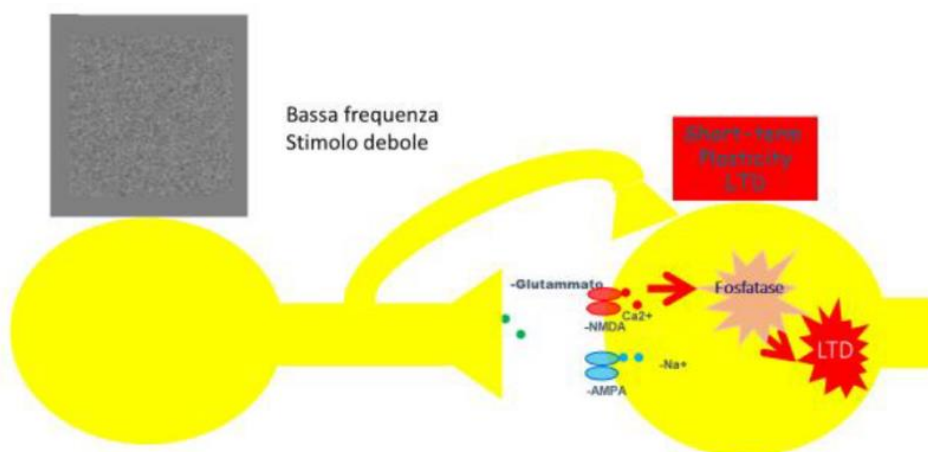 Bassa frequenza
Stimolo debole
Short-term
Plasticity
LTD
-Glutammato
Fosfatase
Ca2+
-NMDA
LTD
-Na+
-AMPA